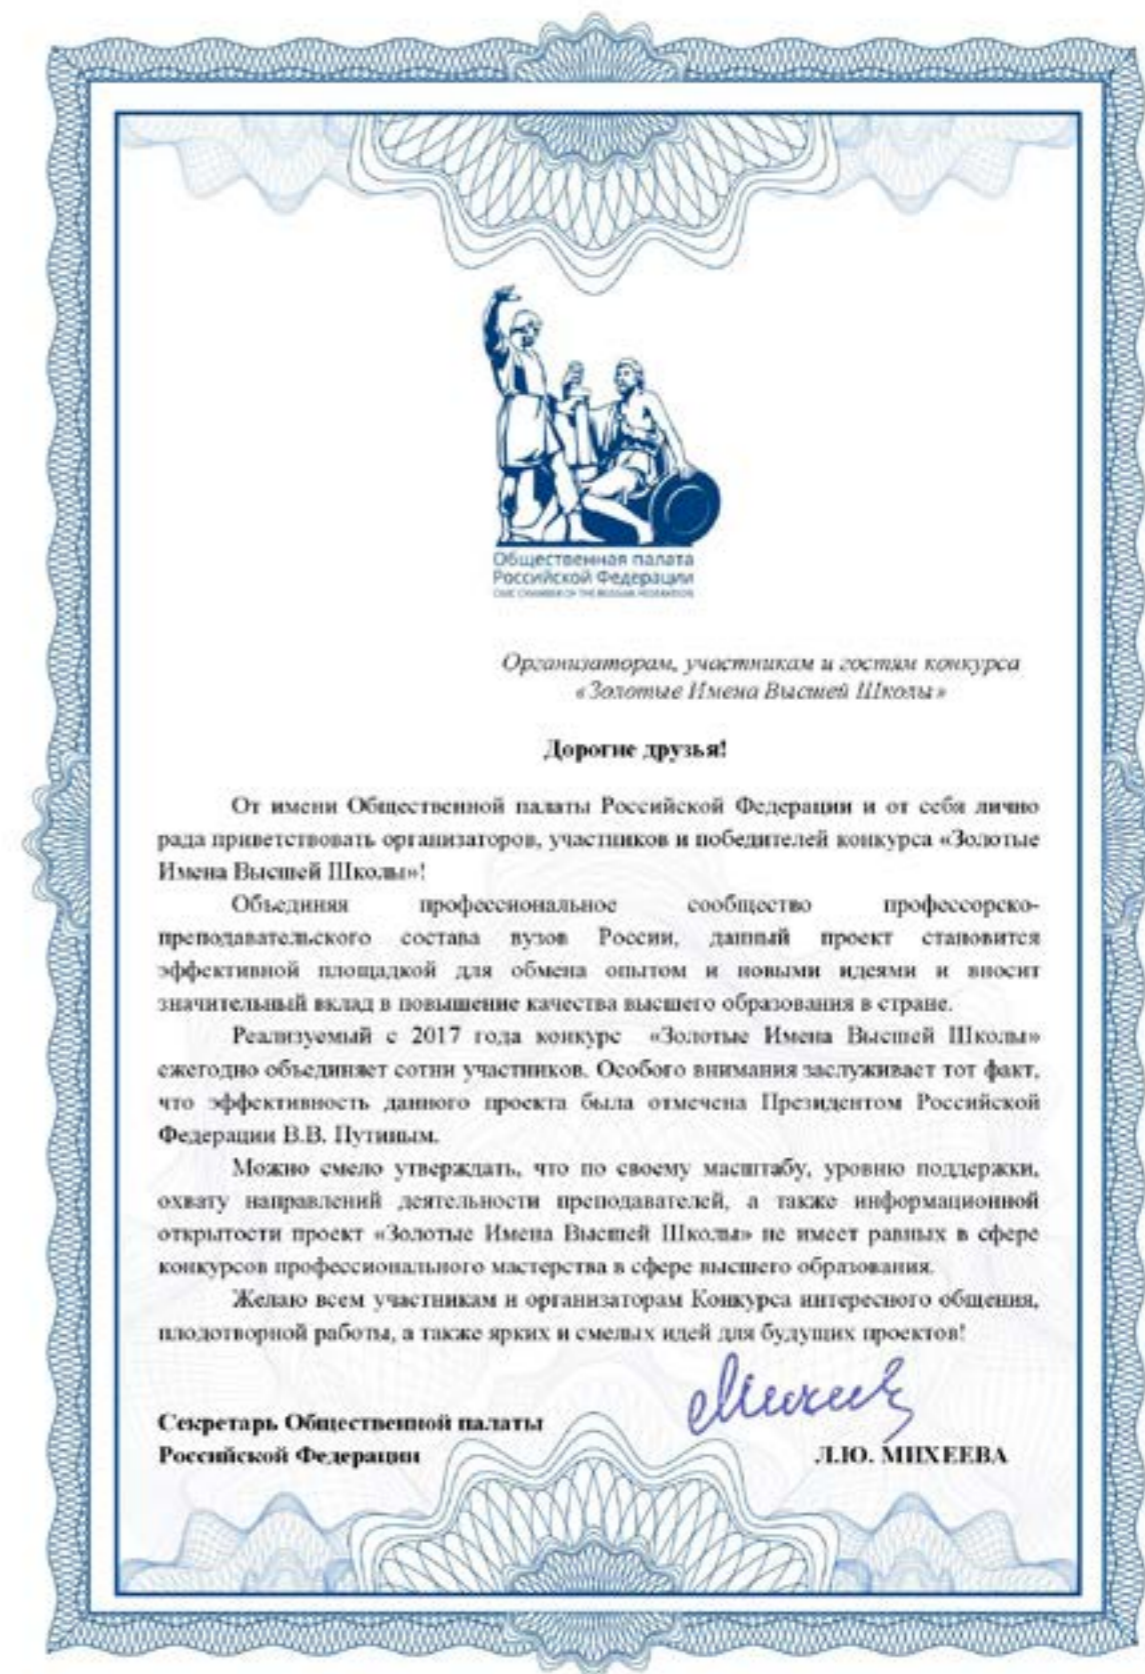 Общественная палата
Российской Федерации
CIVIC CHAMBER OF THE RUSSIAN FEDERATION
Организаторам, участникам и гостям конкурса
«Золотые Имена Высшей Школы»
Дорогие друзья!
От имени Общественной палаты Российской Федерации и от себя лично
рада приветствовать организаторов, участников и победителей конкурса «Золотые
Имена Высшей Школы»!
Объединяя профессиональное сообщество профессорско-
преподавательского состава вузов России, данный проект становится
эффективной площадкой для обмена опытом и новыми идеями и вносит
значительный вклад в повышение качества высшего образования в стране.
Реализуемый с 2017 года конкурс «Золотые Имена Высшей Школы»
ежегодно объединяет сотни участников. Особого внимания заслуживает тот факт,
что эффективность данного проекта была отмечена Президентом Российской
Федерации В.В. Путиным.
Можно смело утверждать, что по своему масштабу, уровню поддержки,
охвату направлений деятельности преподавателей, а также информационной
открытости проект «Золотые Имена Высшей Школы» не имеет равных в сфере
конкурсов профессионального мастерства в сфере высшего образования.
Желаю всем участникам и организаторам Конкурса интересного общения,
плодотворной работы, а также ярких и смелых идей для будущих проектов!
Секретарь Общественной палаты
Российской Федерации Л.Ю. МИХЕЕВА